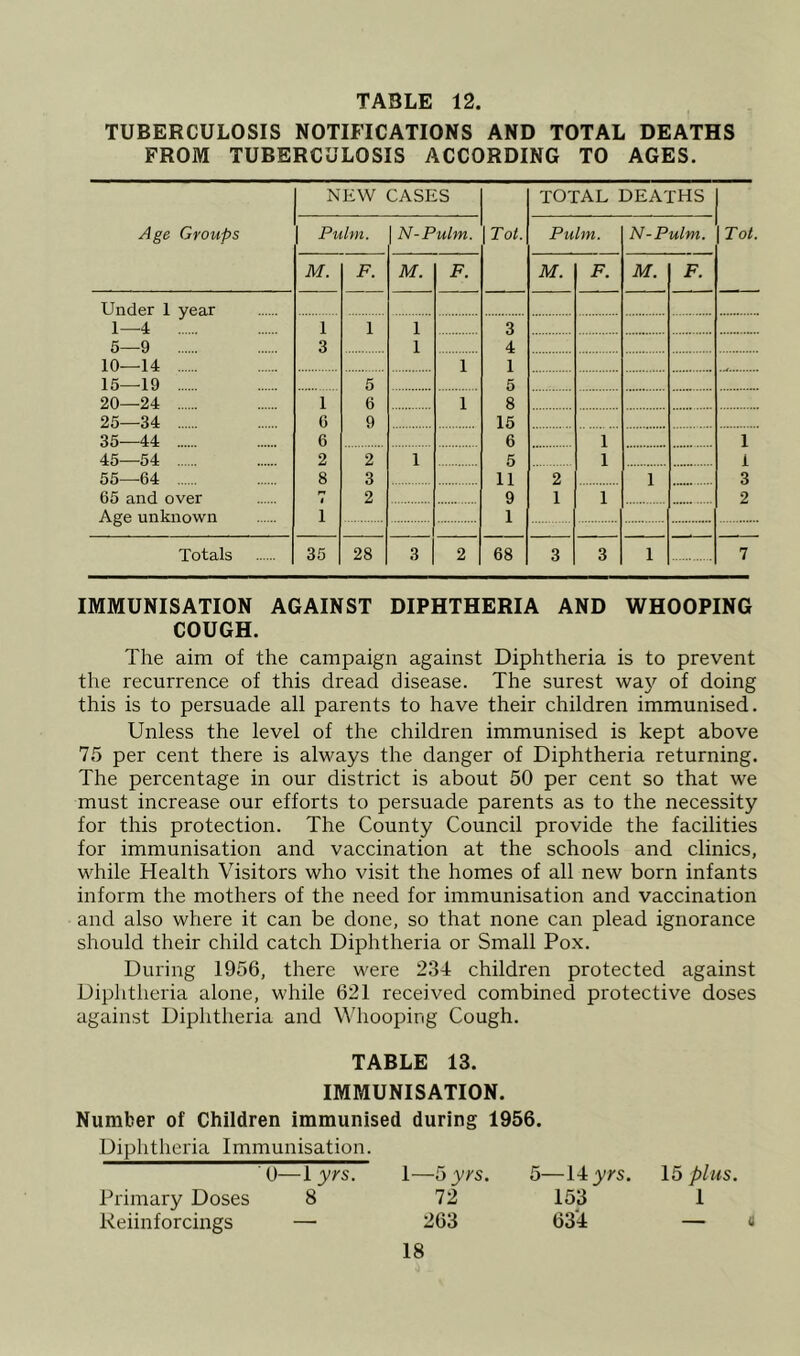 TABLE 12.
TUBERCULOSIS NOTIFICATIONS AND TOTAL DEATHS
FROM TUBERCULOSIS ACCORDING TO AGES.
Age Groups | NEW CASES | Tot. | TOTAL DEATHS | Tot.
Pulm. | N-Pulm. | Pulm. | N-Pulm.
M. | F. | M. | F. | M. | F. | M. | F.
Under 1 year ...... | ...... | ...... | ...... | ...... | ...... | ...... | ...... | ...... | ...... | ......
1—4 ...... ...... | 1 | 1 | 1 | ...... | 3 | ...... | ...... | ...... | ...... | ......
5—9 ...... ...... | 3 | ...... | 1 | ...... | 4 | ...... | ...... | ...... | ...... | ......
10—14 ...... ...... | ...... | ...... | ...... | 1 | 1 | ...... | ...... | ...... | ...... | ......
15—19 ...... ...... | ...... | 5 | ...... | ...... | 5 | ...... | ...... | ...... | ...... | ......
20—24 ...... ...... | 1 | 6 | ...... | 1 | 8 | ...... | ...... | ...... | ...... | ......
25—34 ...... ...... | 6 | 9 | ...... | ...... | 15 | ...... | ...... | ...... | ...... | ......
35—44 ...... ...... | 6 | ...... | ...... | ...... | 6 | ...... | 1 | ...... | ...... | 1
45—54 ...... ...... | 2 | 2 | 1 | ...... | 5 | ...... | 1 | ...... | ...... | 1
55—64 ...... ...... | 8 | 3 | ...... | ...... | 11 | 2 | ...... | 1 | ...... | 3
65 and over ...... | 7 | 2 | ...... | ...... | 9 | 1 | 1 | ...... | ...... | 2
Age unknown ...... | 1 | ...... | ...... | ...... | 1 | ...... | ...... | ...... | ...... | ......
Totals ...... | 35 | 28 | 3 | 2 | 68 | 3 | 3 | 1 | ...... | 7
IMMUNISATION AGAINST DIPHTHERIA AND WHOOPING
COUGH.
The aim of the campaign against Diphtheria is to prevent
the recurrence of this dread disease. The surest way of doing
this is to persuade all parents to have their children immunised.
Unless the level of the children immunised is kept above
75 per cent there is always the danger of Diphtheria returning.
The percentage in our district is about 50 per cent so that we
must increase our efforts to persuade parents as to the necessity
for this protection. The County Council provide the facilities
for immunisation and vaccination at the schools and clinics,
while Health Visitors who visit the homes of all new born infants
inform the mothers of the need for immunisation and vaccination
and also where it can be done, so that none can plead ignorance
should their child catch Diphtheria or Small Pox.
During 1956, there were 234 children protected against
Diphtheria alone, while 621 received combined protective doses
against Diphtheria and Whooping Cough.
TABLE 13.
IMMUNISATION.
Number of Children immunised during 1956.
Diphtheria Immunisation.
0—1 yrs. 1—5 yrs. 5—14 yrs. 15 plus.
Primary Doses 8 72 153 1
Reiinforcings — 263 634 —
18